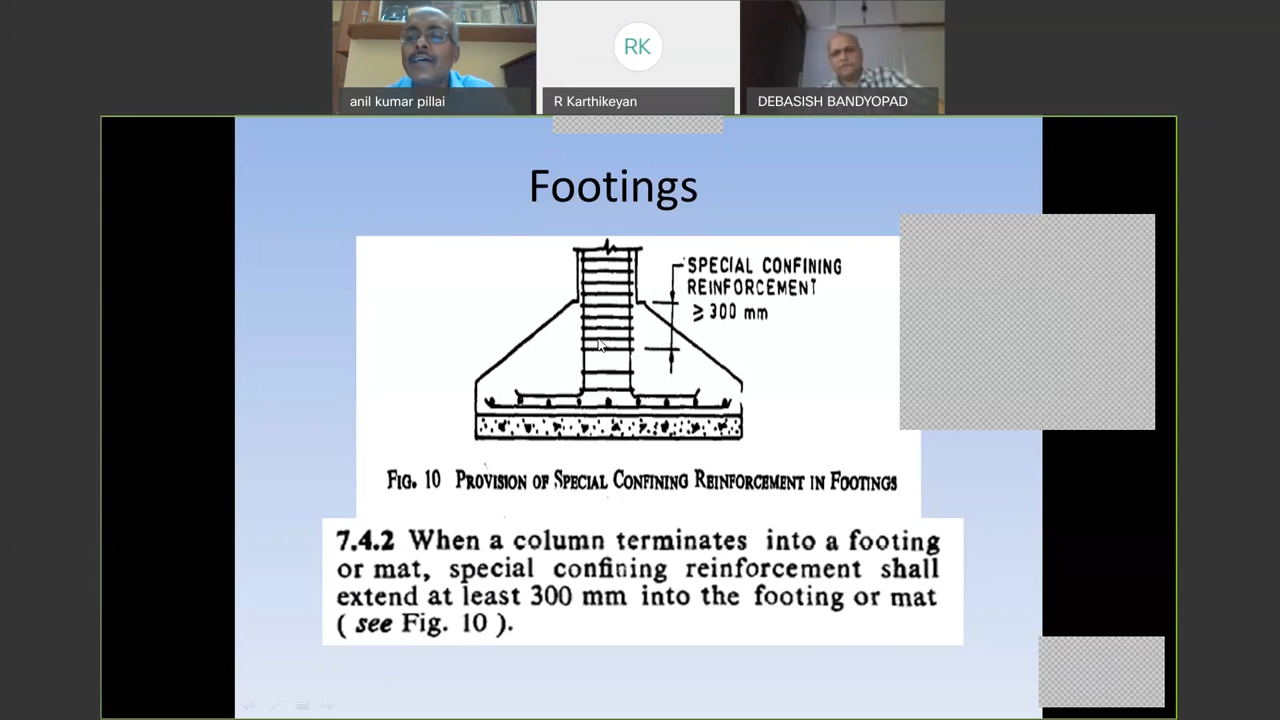 RK
anil kumar pillai
R Karthikeyan
DEBASISH BANDYOPAD
Footings
SPECIAL CONFINING
REINFORCEMENT
≥ 300 mm
FIG. 10 PROVISION OF SPECIAL CONFINING REINFORCEMENT IN FOOTINGS
7.4.2 When a column terminates into a footing
or mat, special confining reinforcement shall
extend at least 300 mm into the footing or mat
( see Fig. 10 ).